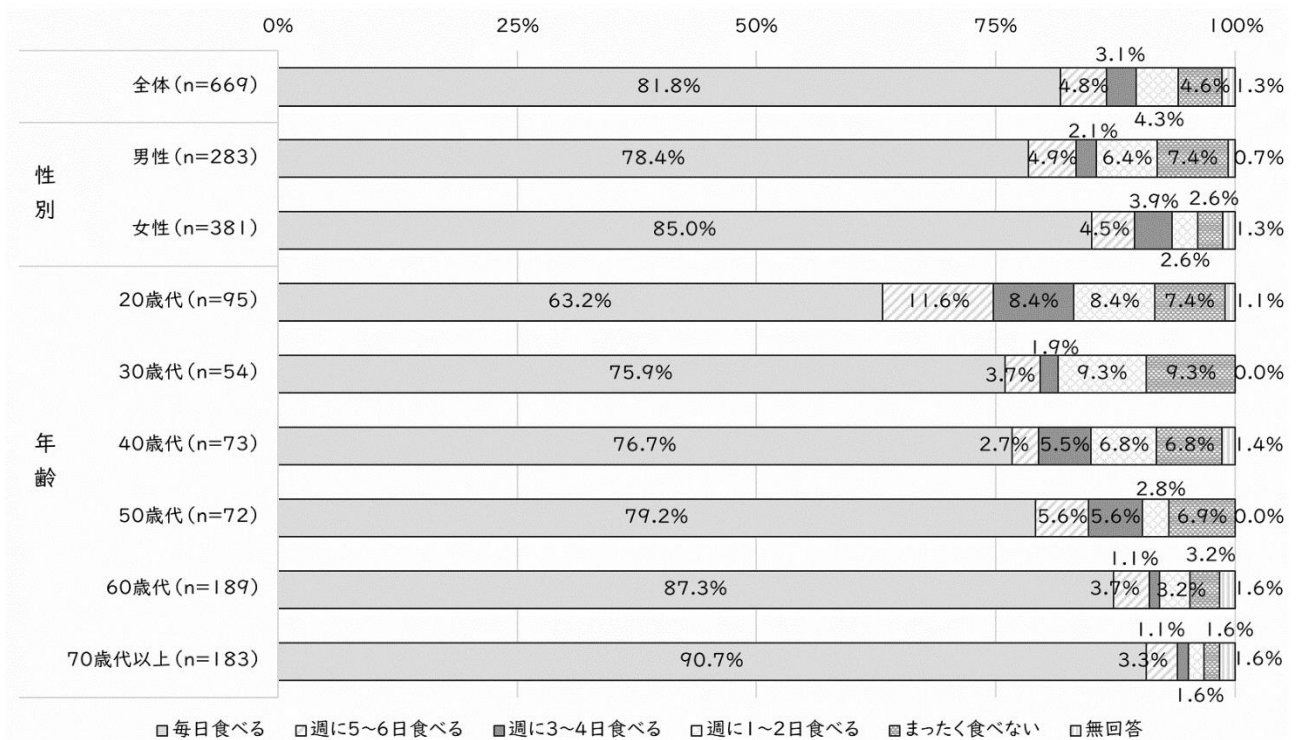 0% 25% 50% 75% 100%
3.1%
全体(n=669) 81.8% 4.8% 4.6% 1.3%
4.3%
2.1%
男性(n=283) 78.4% 4.9% 6.4% 7.4% 0.7%
性別
3.9% 2.6%
女性(n=381) 85.0% 4.5% 1.3%
2.6%
20歳代(n=95) 63.2% 11.6% 8.4% 8.4% 7.4% 1.1%
1.9%
30歳代(n=54) 75.9% 3.7% 9.3% 9.3% 0.0%
年齢
40歳代(n=73) 76.7% 2.7% 5.5% 6.8% 6.8% 1.4%
2.8%
50歳代(n=72) 79.2% 5.6% 5.6% 6.9% 0.0%
1.1% 3.2%
60歳代(n=189) 87.3% 3.7% 3.2% 1.6%
1.1% 1.6%
70歳代以上(n=183) 90.7% 3.3% 1.6%
1.6%
毎日食べる 週に5~6日食べる 週に3~4日食べる 週に1~2日食べる まったく食べない 無回答